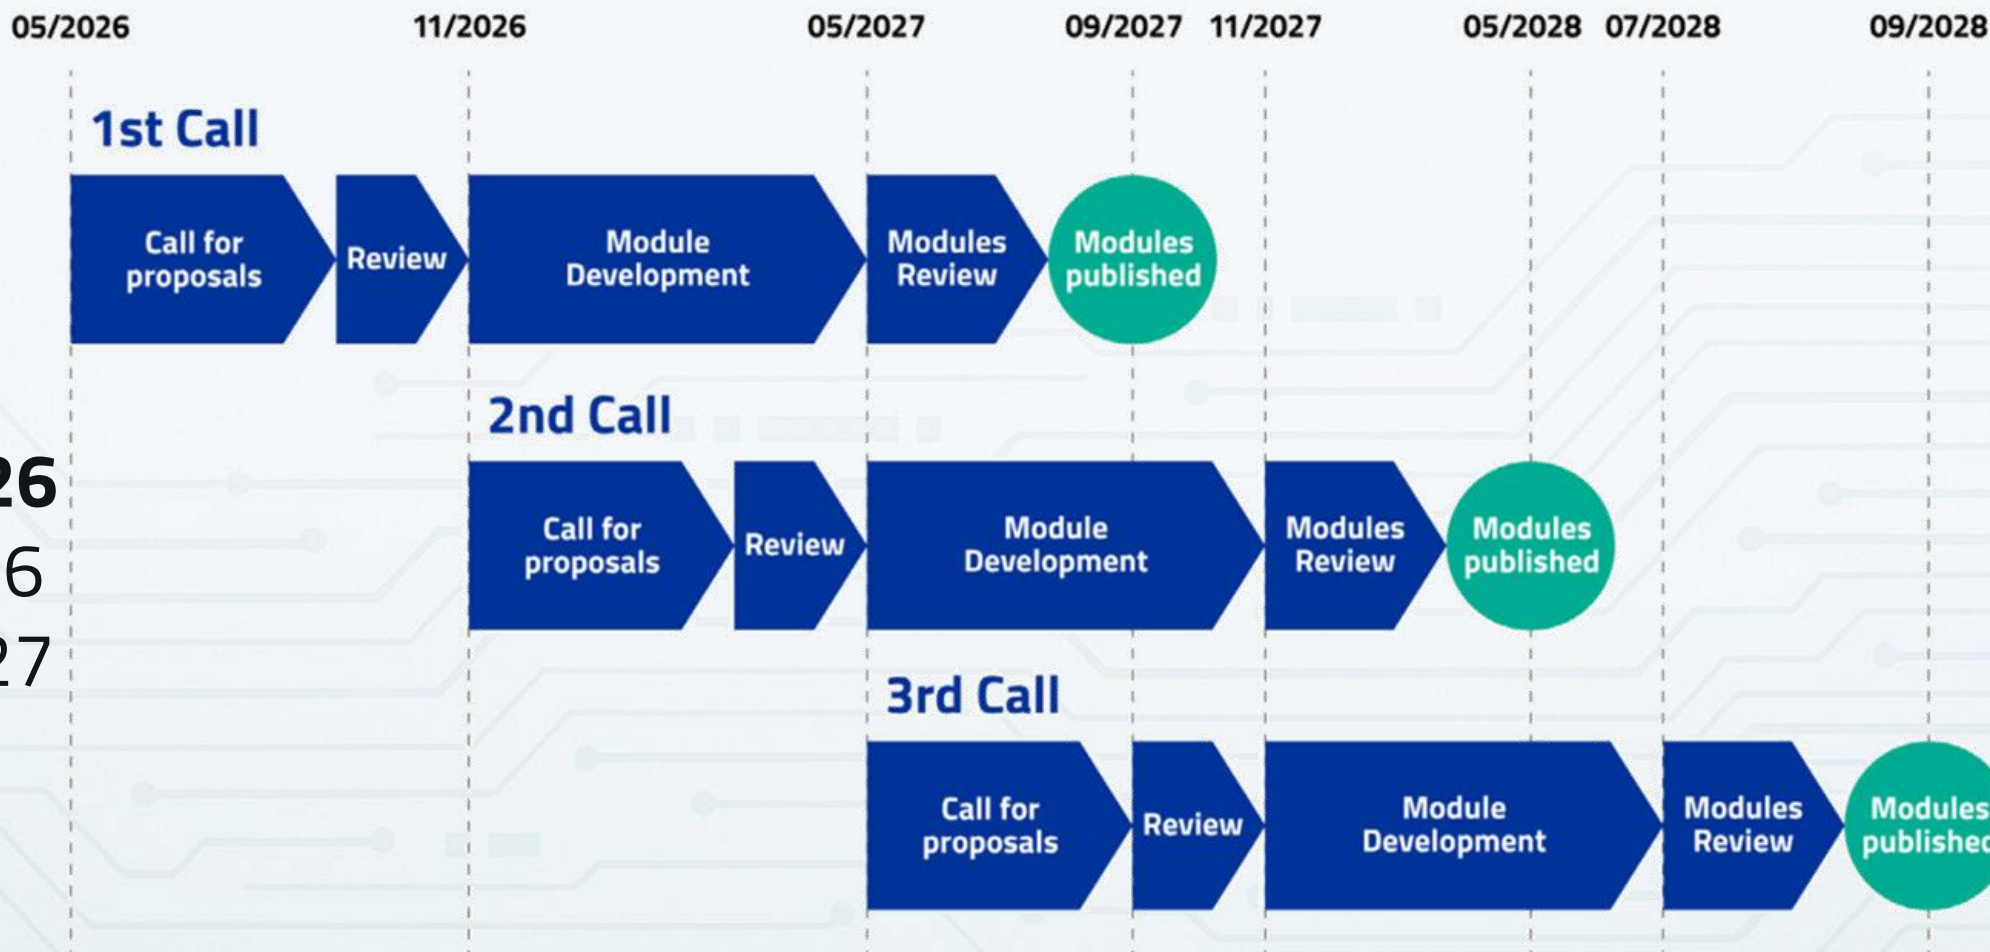 05/2026 11/2026 05/2027 09/2027 11/2027 05/2028 07/2028 09/2028
1st Call
Call for
proposals
Review
Module
Development
Modules
Review
Modules
published
2nd Call
26
6
27
Call for
proposals
Review
Module
Development
Modules
Review
Modules
published
3rd Call
Call for
proposals
Review
Module
Development
Modules
Review
Modules
published